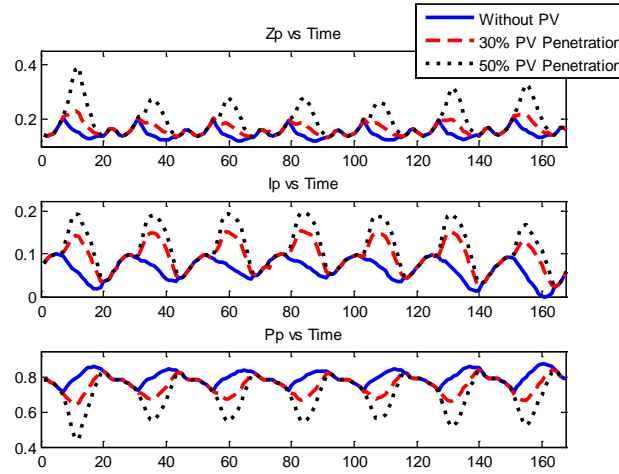 Zp vs Time
Without PV
30% PV Penetration
50% PV Penetration
0.4
0.2
0 20 40 60 80 100 120 140 160
Ip vs Time
0.2
0.1
0
0 20 40 60 80 100 120 140 160
Pp vs Time
0.8
0.6
0.4
0 20 40 60 80 100 120 140 160